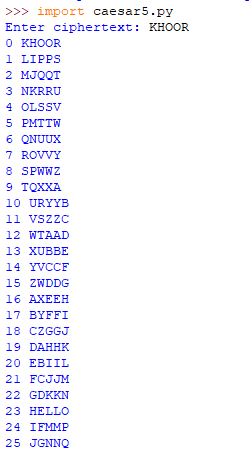 >>> import caesar5.py
Enter ciphertext: KHOOR
0 KHOOR
1 LIPPS
2 MJQQT
3 NKRRU
4 OLSSV
5 PMTTW
6 QNUUX
7 ROVVY
8 SPWWZ
9 TQXXA
10 URYYB
11 VSZZC
12 WTAAD
13 XUBBE
14 YVCCF
15 ZWDDG
16 AXEEH
17 BYFFI
18 CZGGJ
19 DAHHK
20 EBIIL
21 FCJJM
22 GDKKN
23 HELLO
24 IFMMP
25 JGNNQ